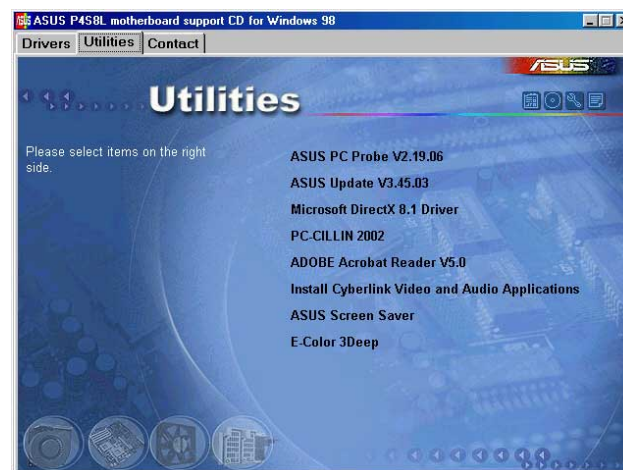 ASUS P4S8L motherboard support CD for Windows 98
Drivers Utilities Contact
ASUS
Utilities
Please select items on the right
side.
ASUS PC Probe V2.19.06
ASUS Update V3.45.03
Microsoft DirectX 8.1 Driver
PC-CILLIN 2002
ADOBE Acrobat Reader V5.0
Install Cyberlink Video and Audio Applications
ASUS Screen Saver
E-Color 3Deep